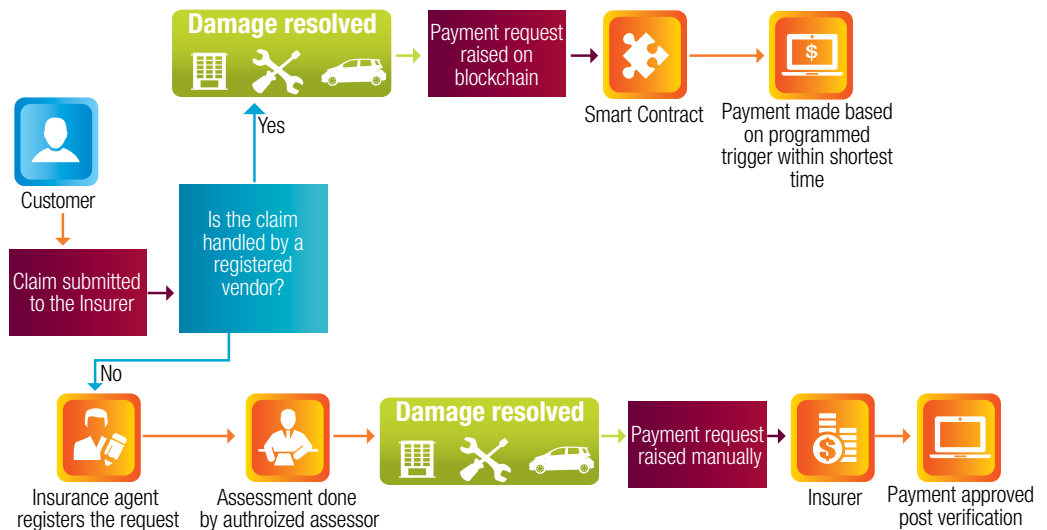 Damage resolved
Payment request
raised on
blockchain
$
Smart Contract
Payment made based
on programmed
trigger within shortest
time
Yes
Customer
Is the claim
handled by a
registered
vendor?
Claim submitted
to the Insurer
No
Insurance agent
registers the request
Assessment done
by authroized assessor
Damage resolved
Payment request
raised manually
$
Insurer
Payment approved
post verification